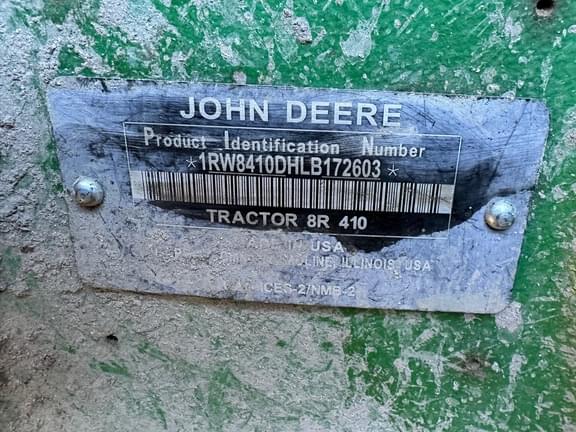 JOHN DEERE
Product Identification Number
*1RW8410DHLB172603*
TRACTOR 8R 410
USA
ILLINOIS, USA
ICES-2/NMB-2